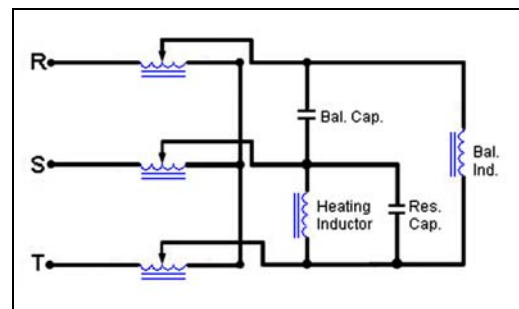 R
Bal. Cap.
Bal.
Ind.
S
Heating
Inductor
Res.
Cap.
T